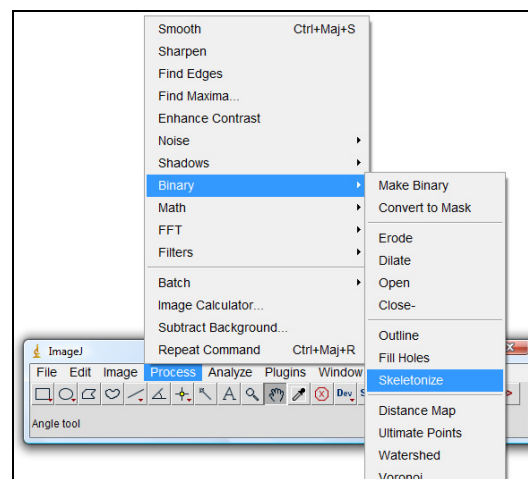 Smooth Ctrl+Maj+S
Sharpen
Find Edges
Find Maxima...
Enhance Contrast
Noise
Shadows
Binary
Math
FFT
Filters
Batch
Image Calculator...
Subtract Background...
Repeat Command Ctrl+Maj+R
Make Binary
Convert to Mask
Erode
Dilate
Open
Close-
Outline
Fill Holes
Skeletonize
Distance Map
Ultimate Points
Watershed
Voronoi
ImageJ
File Edit Image Process Analyze Plugins Window
A Dev
Angle tool